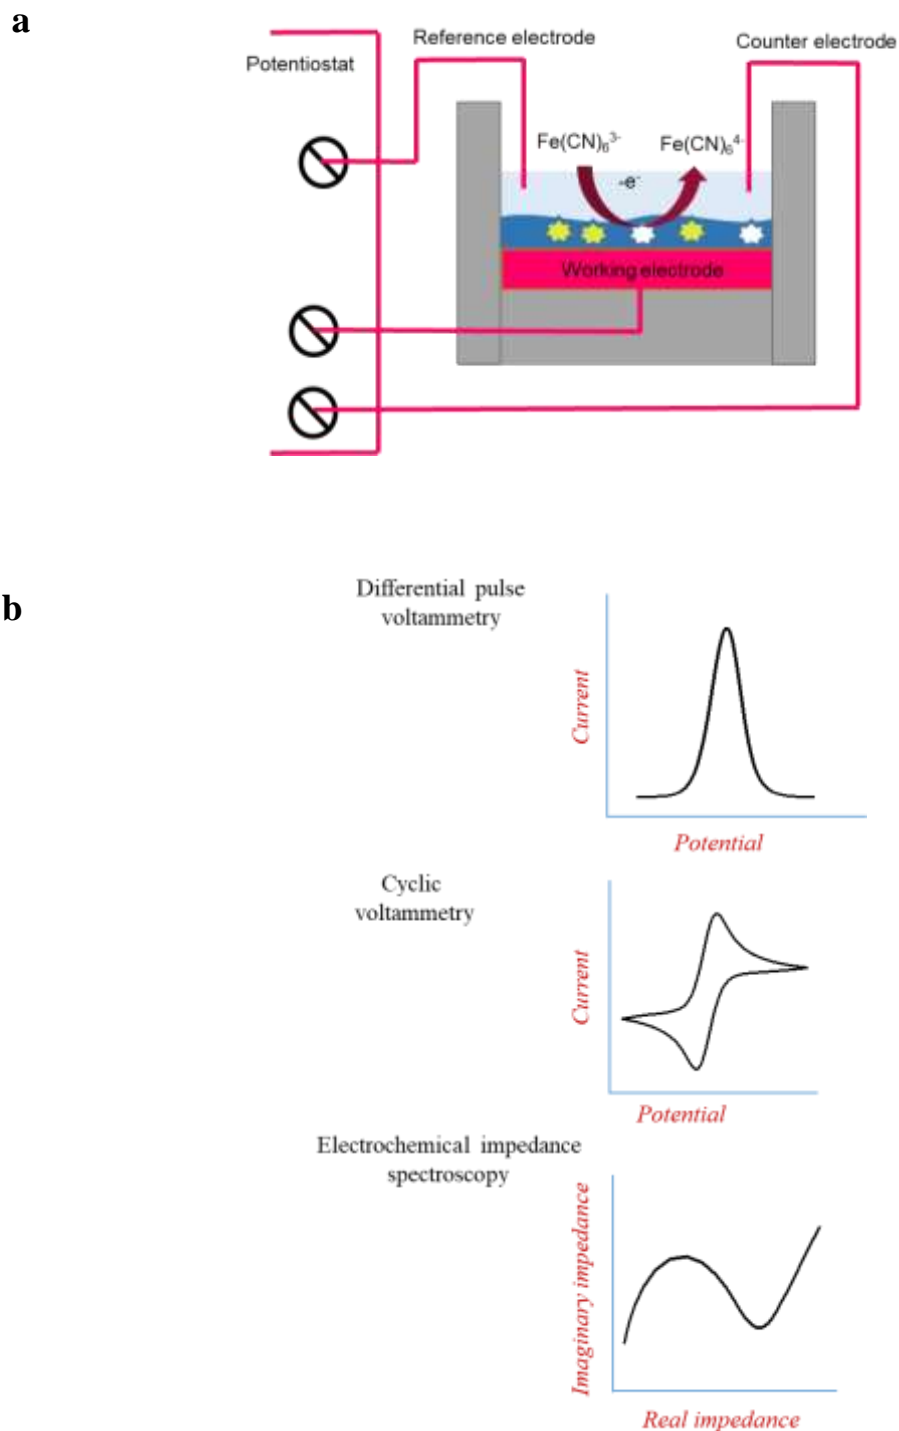 a
Reference electrode
Counter electrode
Potentiostat
Fe(CN)₆³⁻
Fe(CN)₆⁴⁻
-e⁻
Working electrode
b
Differential pulse
voltammetry
Current
Potential
Cyclic
voltammetry
Current
Potential
Electrochemical impedance
spectroscopy
Imaginary impedance
Real impedance